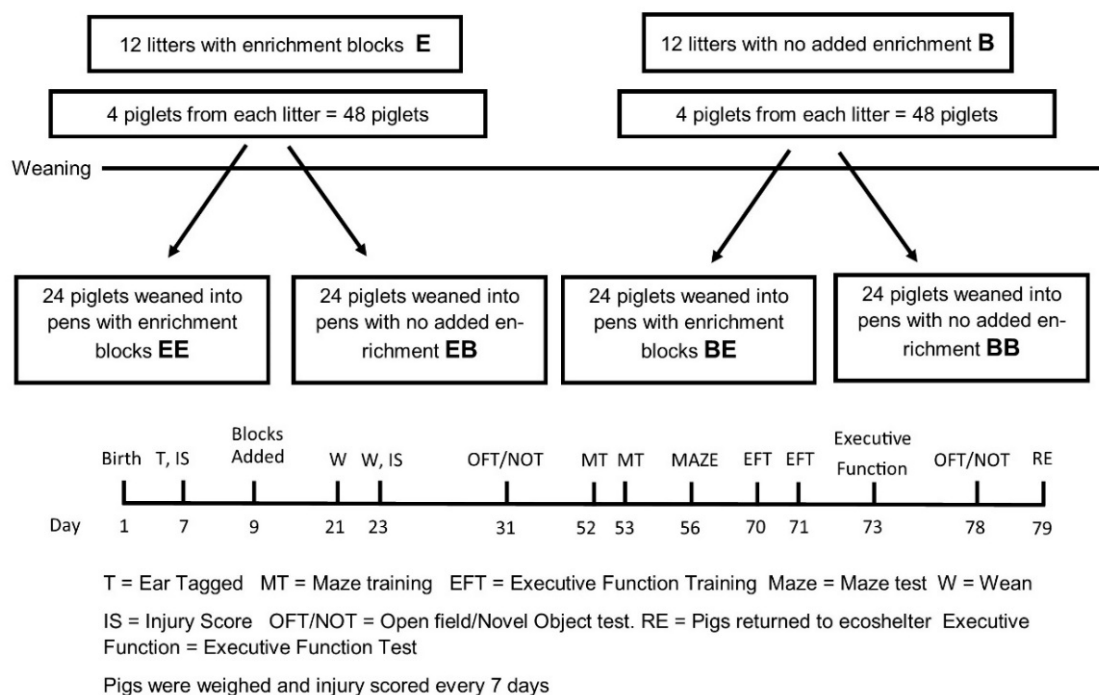 12 litters with enrichment blocks E
12 litters with no added enrichment B
4 piglets from each litter = 48 piglets
4 piglets from each litter = 48 piglets
Weaning
24 piglets weaned into
pens with enrichment
blocks EE
24 piglets weaned into
pens with no added en-
richment EB
24 piglets weaned into
pens with enrichment
blocks BE
24 piglets weaned into
pens with no added en-
richment BB
Birth T, IS Blocks
Added W W, IS OFT/NOT MT MT MAZE EFT EFT Executive
Function OFT/NOT RE
Day 1 7 9 21 23 31 52 53 56 70 71 73 78 79
T = Ear Tagged MT = Maze training EFT = Executive Function Training Maze = Maze test W = Wean
IS = Injury Score OFT/NOT = Open field/Novel Object test. RE = Pigs returned to ecoshelter Executive
Function = Executive Function Test
Pigs were weighed and injury scored every 7 days